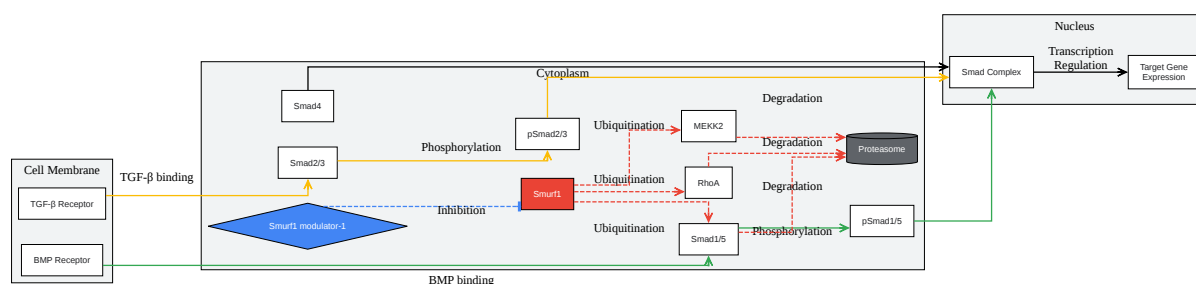 Nucleus
Smad Complex
Transcription
Regulation
Target Gene
Expression
Cytoplasm
Smad4
Degradation
pSmad2/3
Ubiquitination
MEKK2
Phosphorylation
Degradation
Proteasome
Smad2/3
Cell Membrane
TGF-β binding
TGF-β Receptor
Smurf1
Ubiquitination
RhoA
Degradation
Inhibition
Smurf1 modulator-1
Ubiquitination
Smad1/5
Phosphorylation
pSmad1/5
BMP Receptor
BMP binding